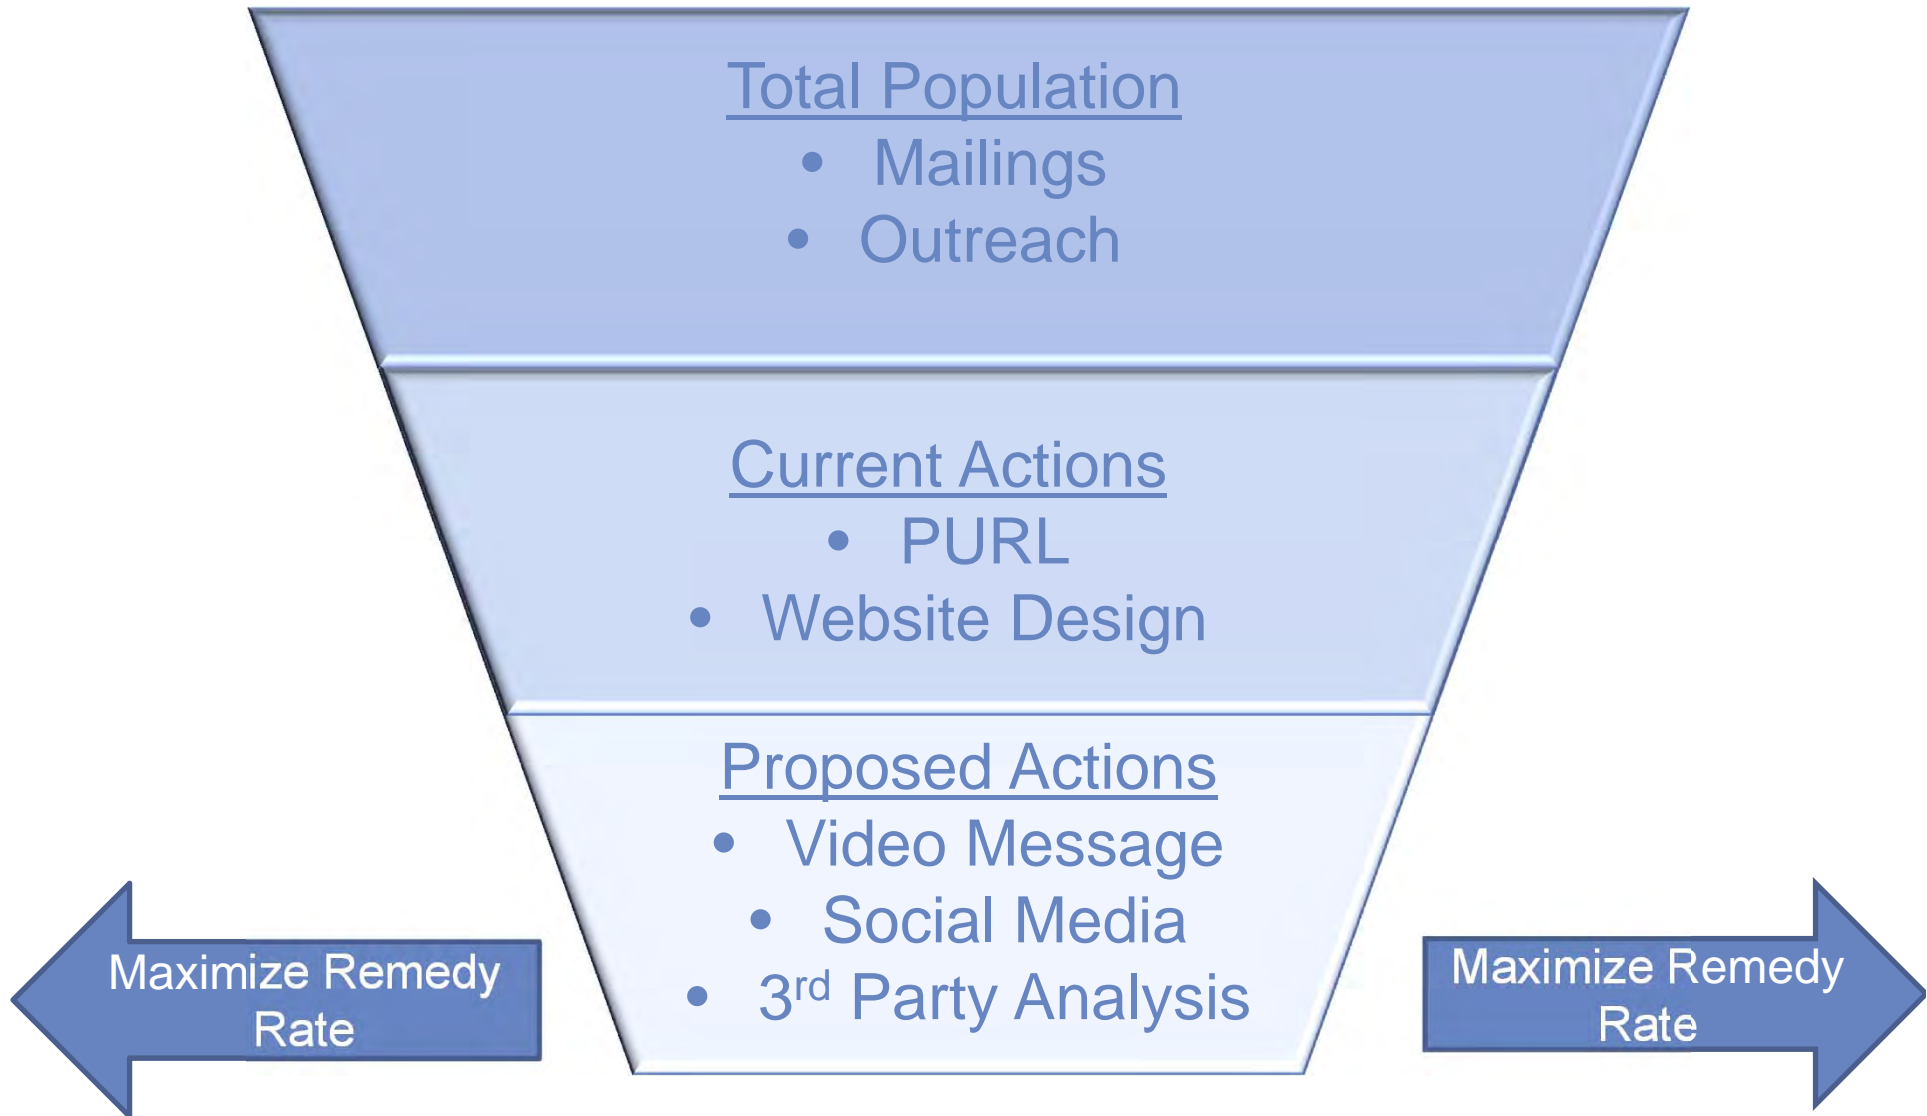 Total Population
• Mailings
• Outreach
Current Actions
• PURL
• Website Design
Proposed Actions
• Video Message
• Social Media
• 3rd Party Analysis
Maximize Remedy
Rate
Maximize Remedy
Rate